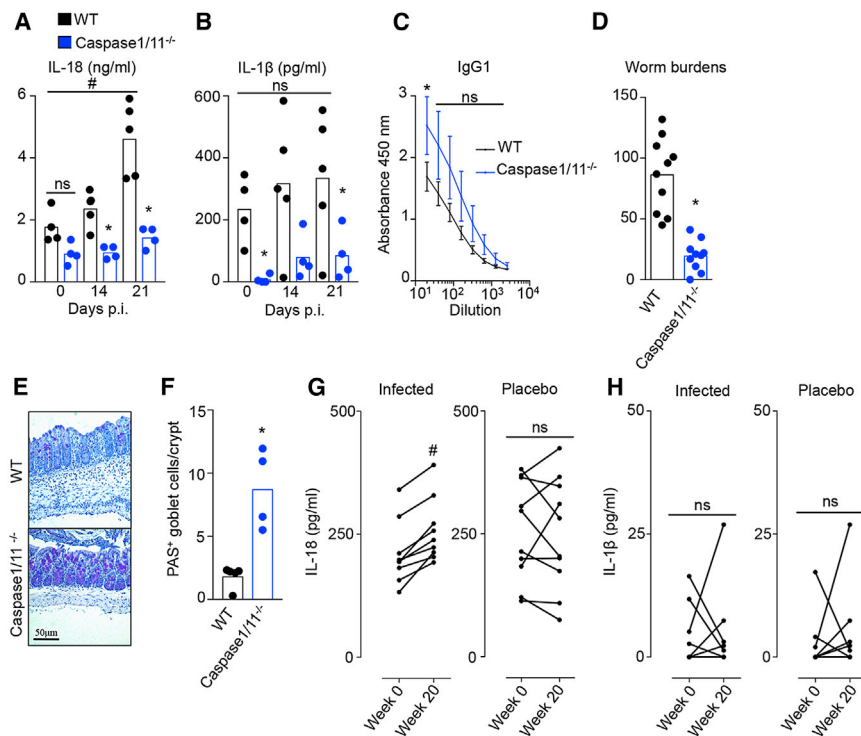 A
WT
Caspase1/11-/-
IL-18 (ng/ml)
#
ns
*
*
6
4
2
0
0 14 21
Days p.i.
B
IL-1β (pg/ml)
ns
*
*
600
400
200
0
0 14 21
Days p.i.
C
IgG1
*
ns
WT
Caspase1/11-/-
Absorbance 450 nm
3
2
1
0
10¹ 10² 10³ 10⁴
Dilution
D
Worm burdens
*
150
100
50
0
WT
Caspase1/11-/-
E
WT
Caspase1/11 -/-
50μm
F
PAS⁺ goblet cells/crypt
*
15
10
5
0
WT
Caspase1/11-/-
G
Infected
Placebo
#
ns
IL-18 (pg/ml)
500
250
0
500
250
0
Week 0
Week 20
Week 0
Week 20
H
Infected
Placebo
ns
ns
IL-1β (pg/ml)
50
25
0
50
25
0
Week 0
Week 20
Week 0
Week 20